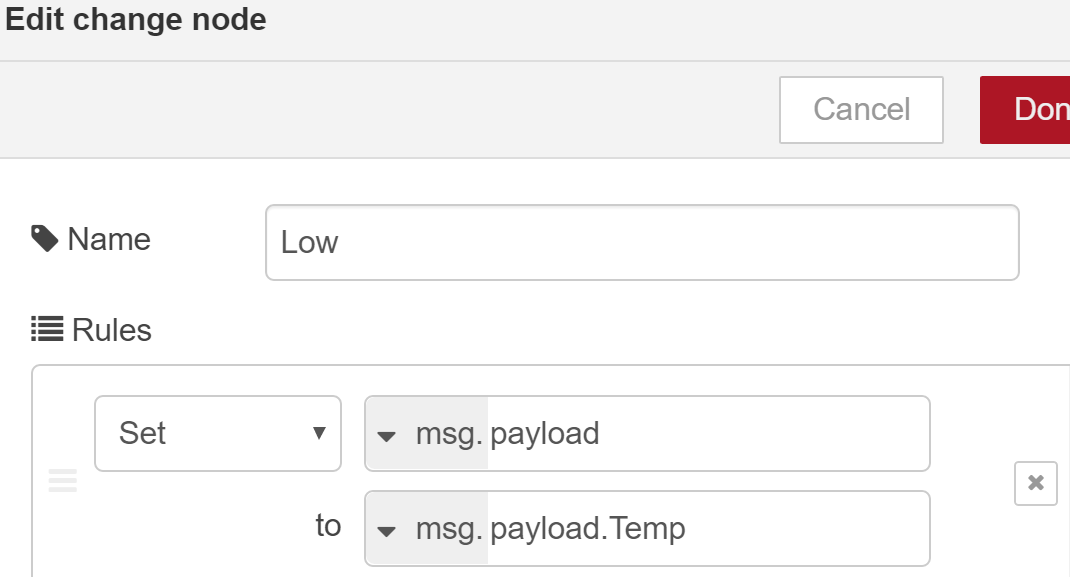 Edit change node
Cancel
Don
Name
Low
Rules
Set
msg. payload
to
msg. payload.Temp